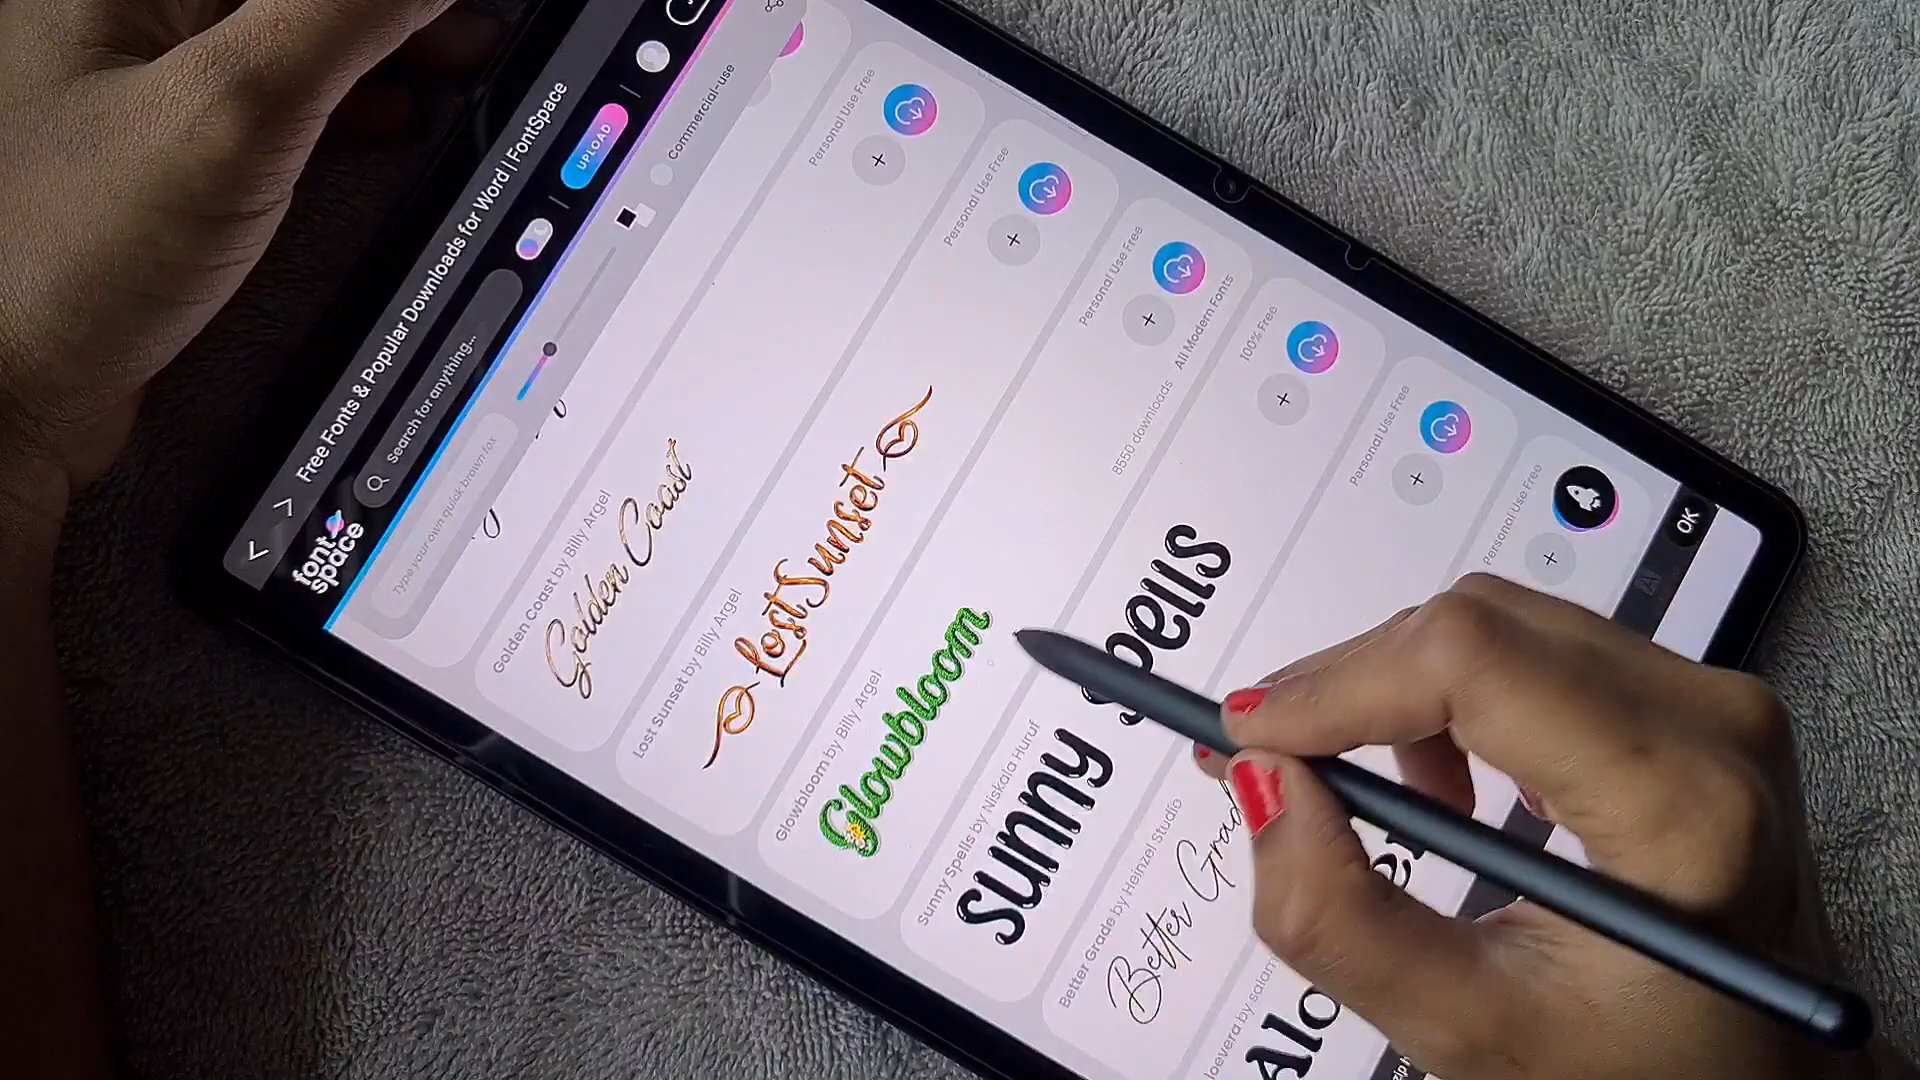 Free Fonts & Popular Downloads for Word | FontSpace
font space
Search for anything...
UPLOAD
Type your own quick brown fox
Commercial-use
Golden Coast by Billy Argel
Personal Use Free
Golden Coast
Lost Sunset by Billy Argel
Personal Use Free
Lost Sunset
Glowbloom by Billy Argel
Personal Use Free
Glowbloom
Sunny Spells by Niskala Huruf
8550 downloads
All Modern Fonts
100% Free
Sunny Spells
Better Grade by Heinzel Studio
Personal Use Free
Better Grad
Personal Use Free
OK